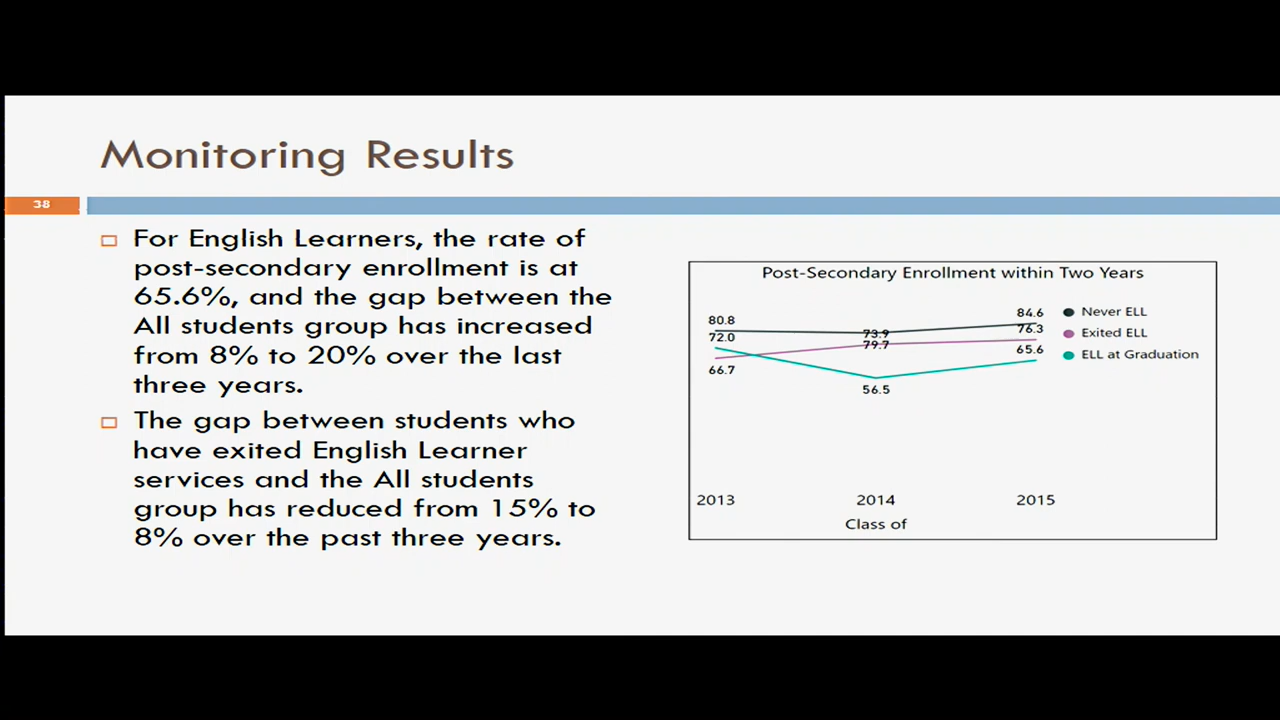 Monitoring Results
38
For English Learners, the rate of
post-secondary enrollment is at
65.6%, and the gap between the
All students group has increased
from 8% to 20% over the last
three years.
The gap between students who
have exited English Learner
services and the All students
group has reduced from 15% to
8% over the past three years.
Post-Secondary Enrollment within Two Years
80.8
72.0
66.7
73.9
79.7
56.5
84.6
76.3
65.6
Never ELL
Exited ELL
ELL at Graduation
2013 2014 2015
Class of